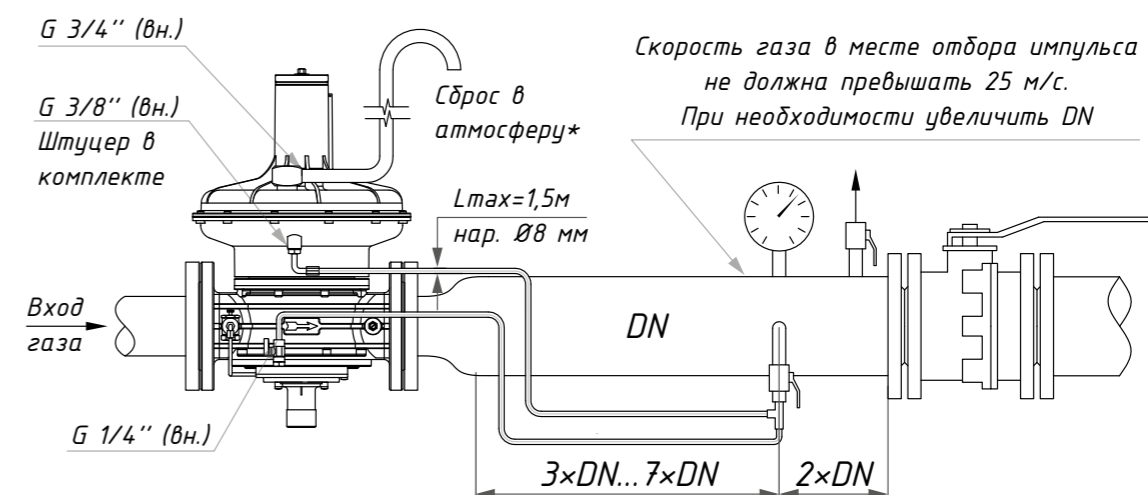 G 3/4'' (вн.)
G 3/8'' (вн.)
Штуцер в
комплекте
Сброс в
атмосферу*
Скорость газа в месте отбора импульса
не должна превышать 25 м/с.
При необходимости увеличить DN
Lmax=1,5м
нар. Ø8 мм
Вход
газа
DN
G 1/4'' (вн.)
3×DN...7×DN
2×DN